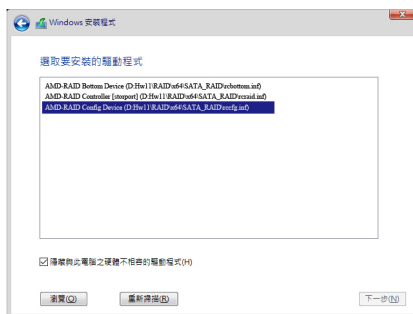 Windows 安裝程式
選取要安裝的驅動程式
AMD-RAID Bottom Device (D:\Hw11\RAID\x64\SATA_RAID\rcbottom.inf)
AMD-RAID Controller [storport] (D:\Hw11\RAID\x64\SATA_RAID\rcraid.inf)
AMD-RAID Config Device (D:\Hw11\RAID\x64\SATA_RAID\rccfg.inf)
隱藏與此電腦之硬體不相容的驅動程式(H)
瀏覽(O) 重新掃描(R) 下一步(N)